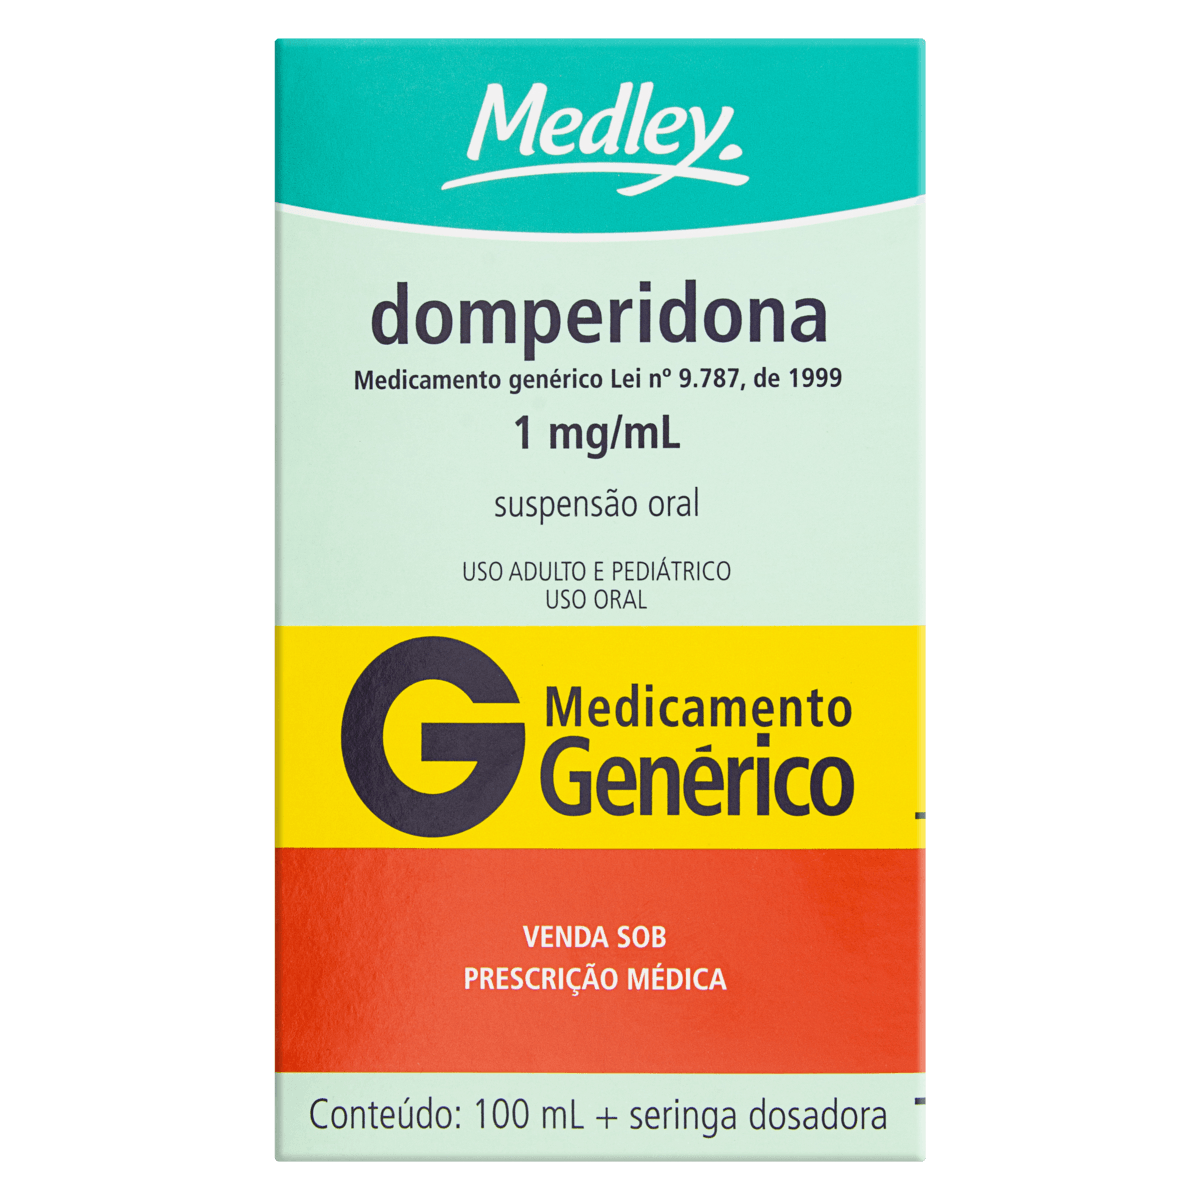 Medley.
domperidona
Medicamento genérico Lei nº 9.787, de 1999
1 mg/mL
suspensão oral
USO ADULTO E PEDIÁTRICO
USO ORAL
G Medicamento
Genérico
VENDA SOB
PRESCRIÇÃO MÉDICA
Conteúdo: 100 mL + seringa dosadora